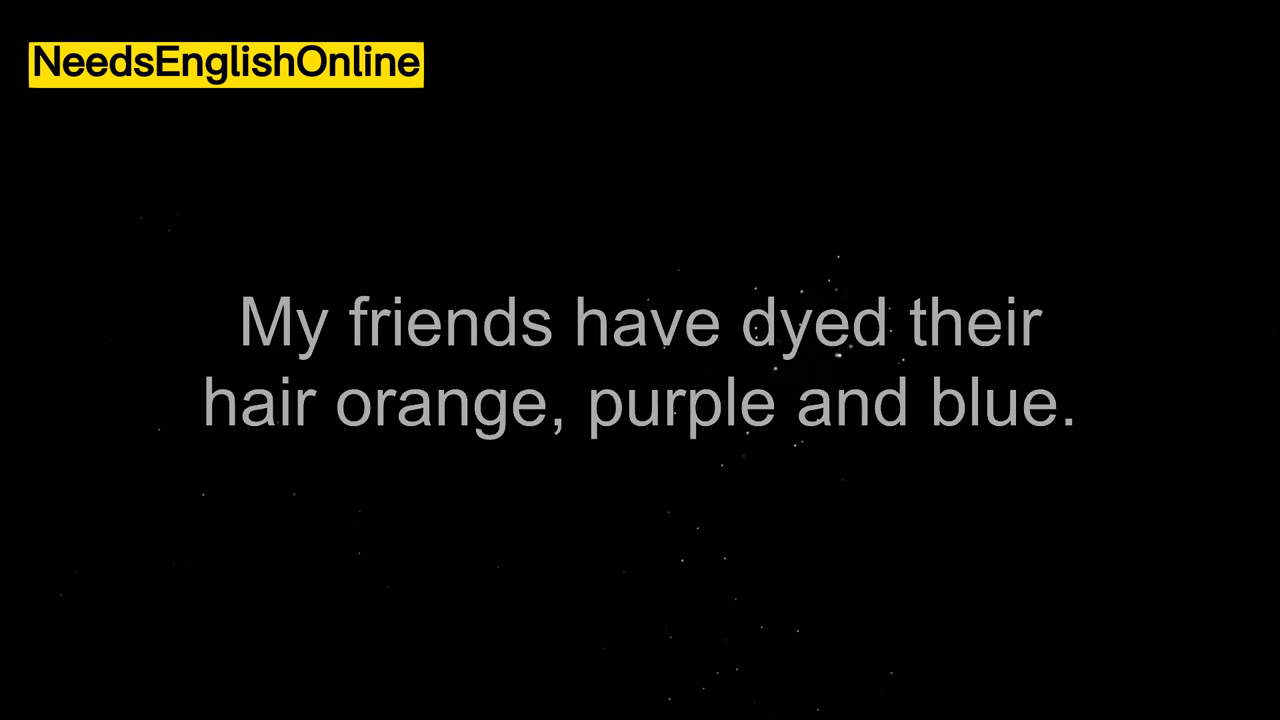 NeedsEnglishOnline
My friends have dyed their
hair orange, purple and blue.